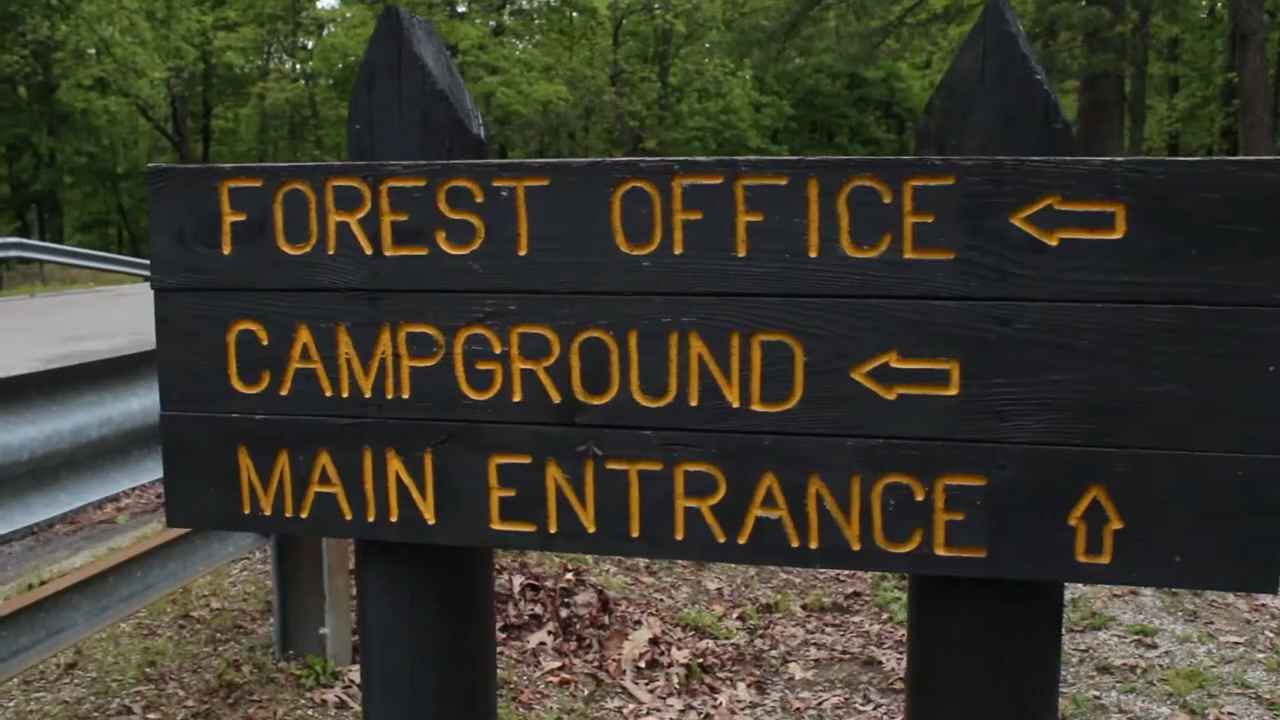 FOREST OFFICE ←
CAMPGROUND ←
MAIN ENTRANCE ↑